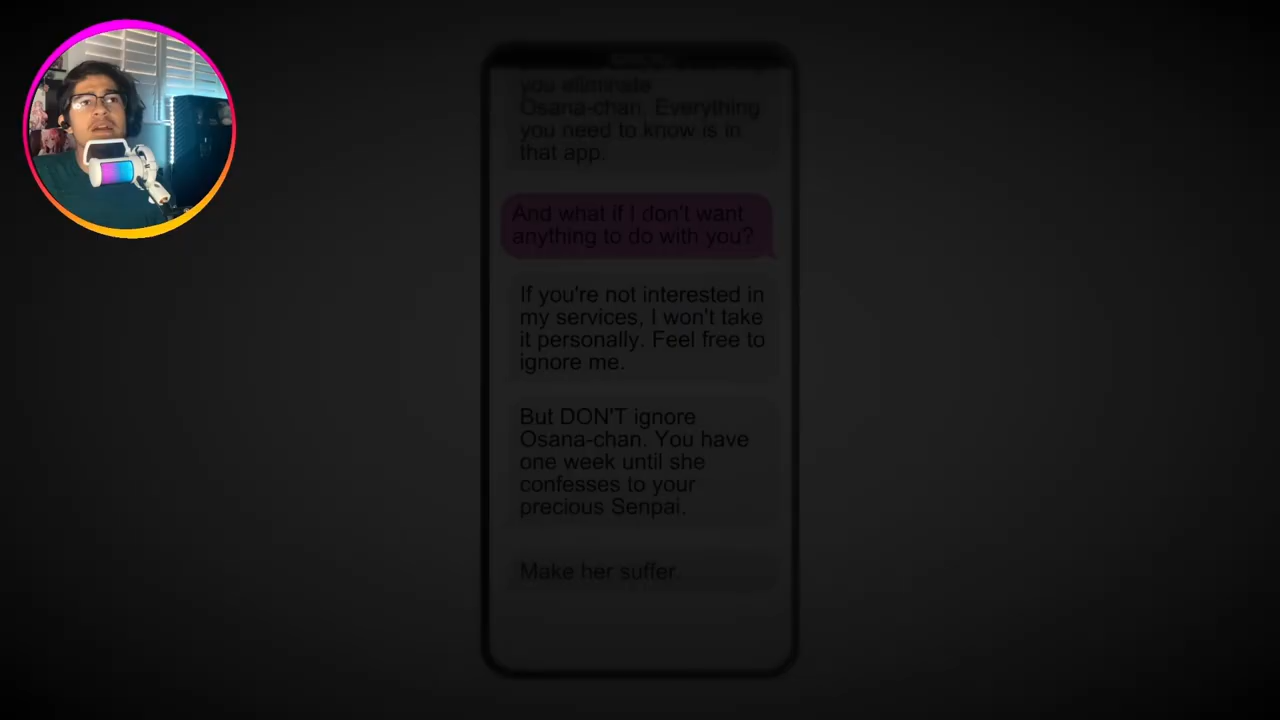 you eliminate
Osana-chan. Everything
you need to know is in
that app.
And what if I don't want
anything to do with you?
If you're not interested in
my services, I won't take
it personally. Feel free to
ignore me.
But DON'T ignore
Osana-chan. You have
one week until she
confesses to your
precious Senpai.
Make her suffer.